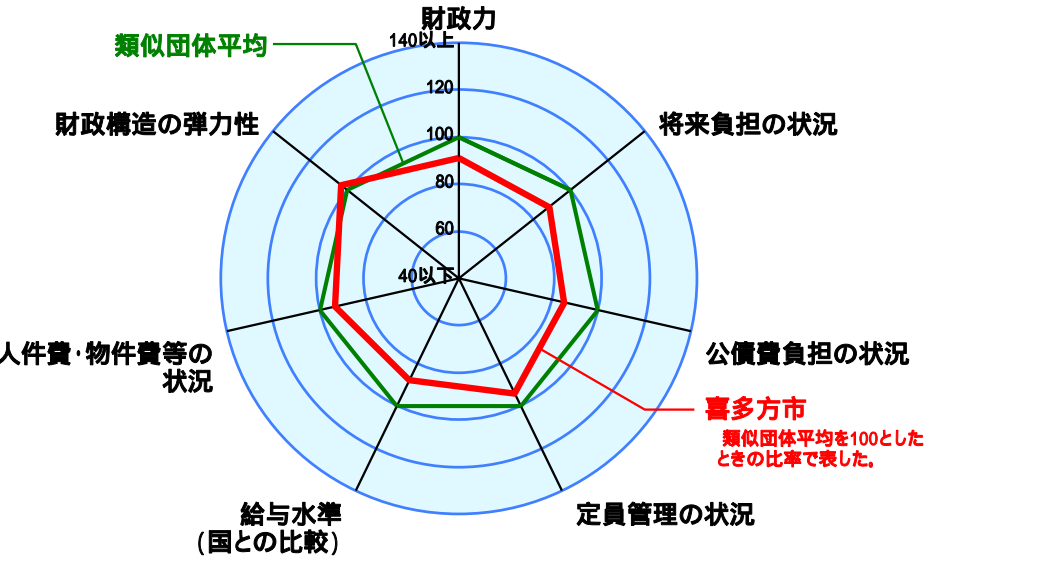 財政力
類似団体平均
140以上
120
100
80
60
40以下
財政構造の弾力性
将来負担の状況
人件費・物件費等の
状況
公債費負担の状況
喜多方市
類似団体平均を100とした
ときの比率で表した。
給与水準
(国との比較)
定員管理の状況